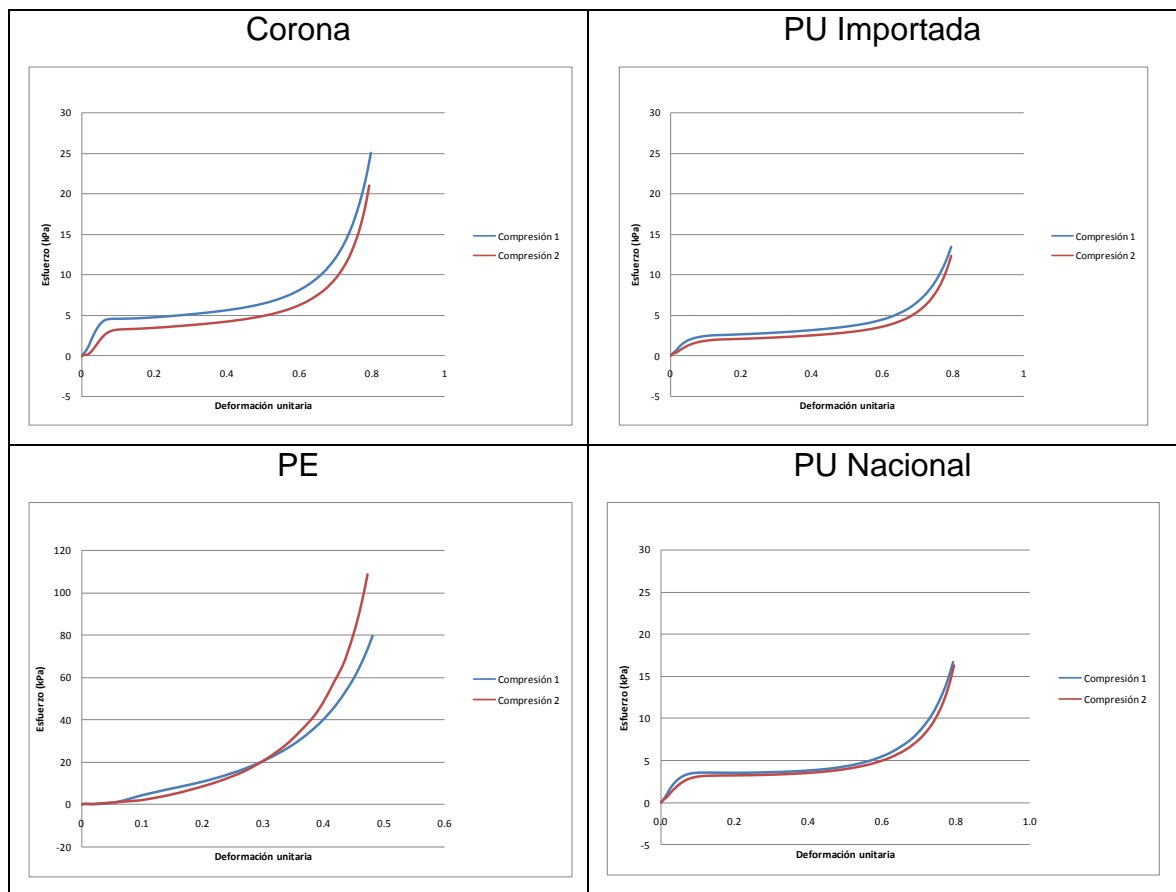 Corona
30
25
20
15
10
5
0
-5
0 0.2 0.4 0.6 0.8 1
Esfuerzo (kPa)
Deformación unitaria
Compresión 1
Compresión 2
PU Importada
30
25
20
15
10
5
0
-5
0 0.2 0.4 0.6 0.8 1
Esfuerzo (kPa)
Deformación unitaria
Compresión 1
Compresión 2
PE
120
100
80
60
40
20
0
-20
0 0.1 0.2 0.3 0.4 0.5 0.6
Esfuerzo (kPa)
Deformación unitaria
Compresión 1
Compresión 2
PU Nacional
30
25
20
15
10
5
0
-5
0.0 0.2 0.4 0.6 0.8 1.0
Esfuerzo (kPa)
Deformación unitaria
Compresión 1
Compresión 2